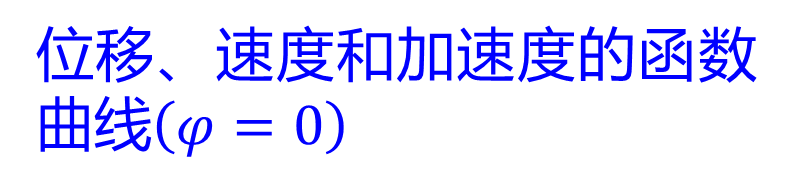 位移、速度和加速度的函数
曲线(φ = 0)